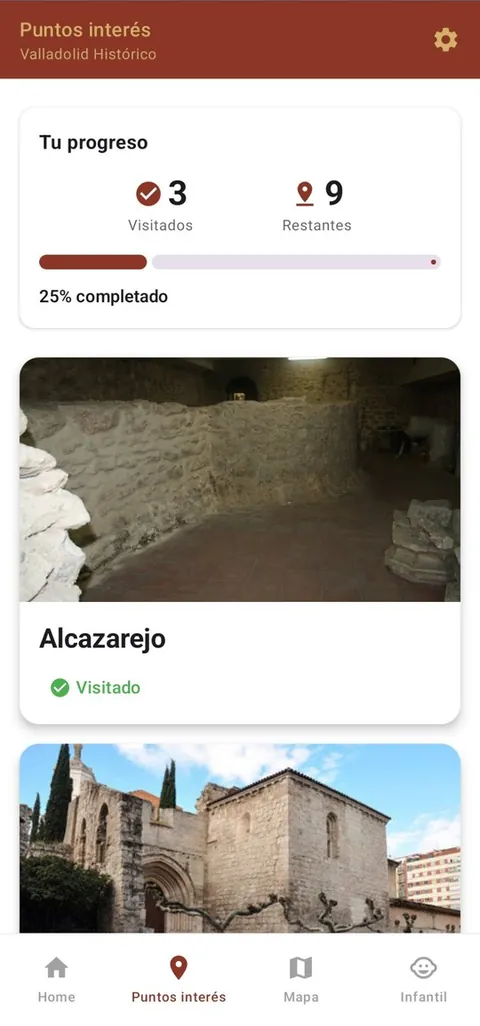 Puntos interés
Valladolid Histórico
Tu progreso
3
9
Visitados
Restantes
25% completado
Alcazarejo
Visitado
Home
Puntos interés
Mapa
Infantil